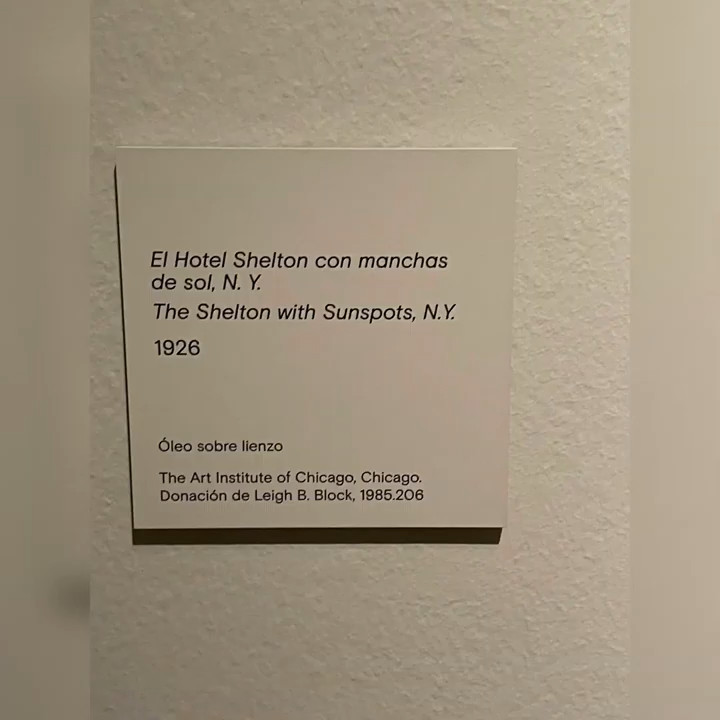 El Hotel Shelton con manchas
de sol, N. Y.
The Shelton with Sunspots, N.Y.
1926
Óleo sobre lienzo
The Art Institute of Chicago, Chicago.
Donación de Leigh B. Block, 1985.206